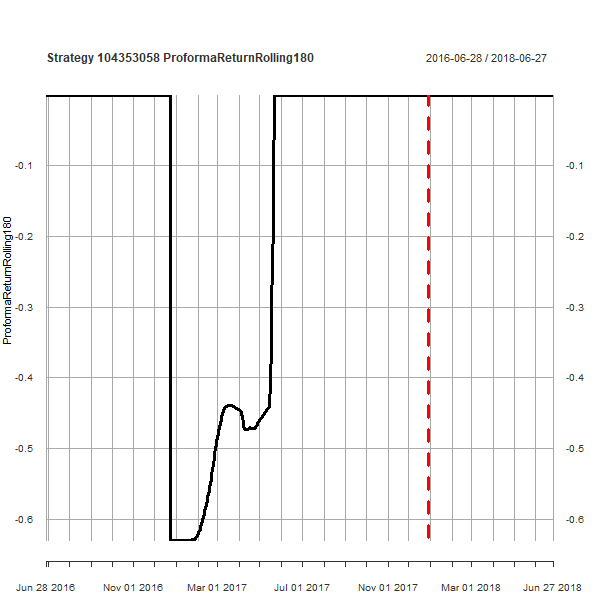 Strategy 104353058 ProformaReturnRolling180 2016-06-28 / 2018-06-27
ProformaReturnRolling180
-0.1 -0.1
-0.2 -0.2
-0.3 -0.3
-0.4 -0.4
-0.5 -0.5
-0.6 -0.6
Jun 28 2016 Nov 01 2016 Mar 01 2017 Jul 01 2017 Nov 01 2017 Mar 01 2018 Jun 27 2018